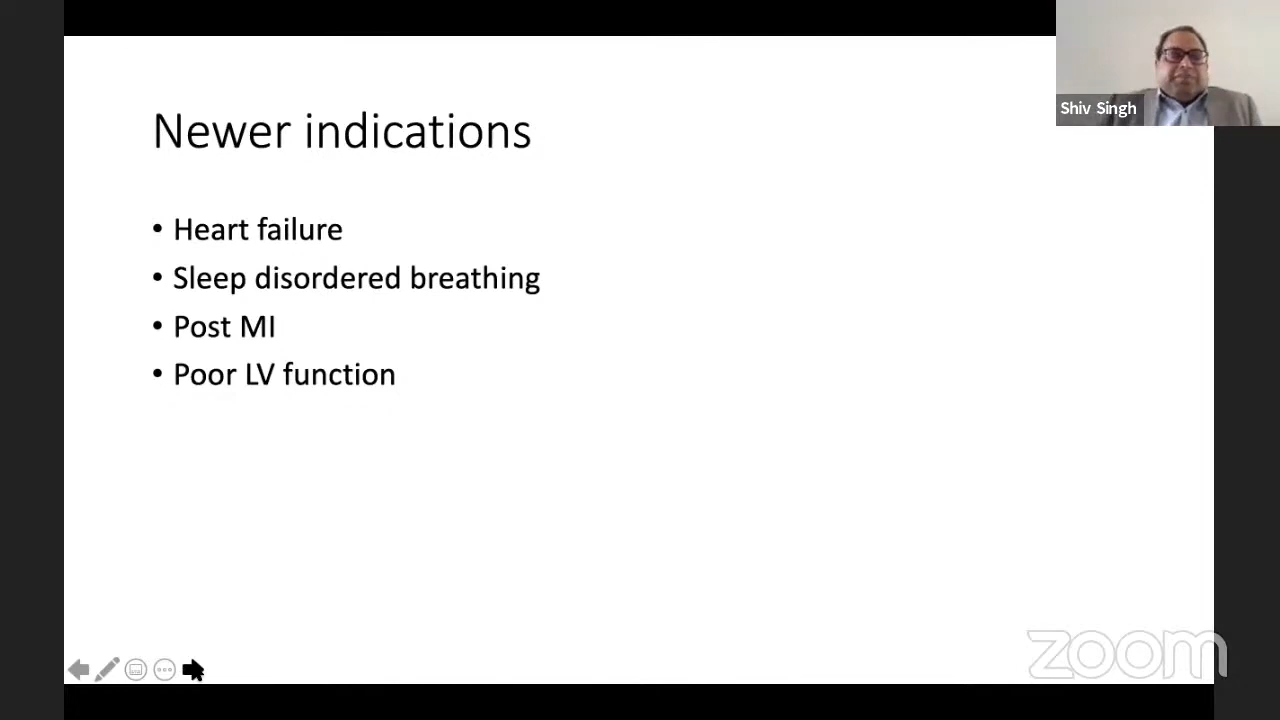 Shiv Singh
Newer indications
• Heart failure
• Sleep disordered breathing
• Post MI
• Poor LV function
zoom